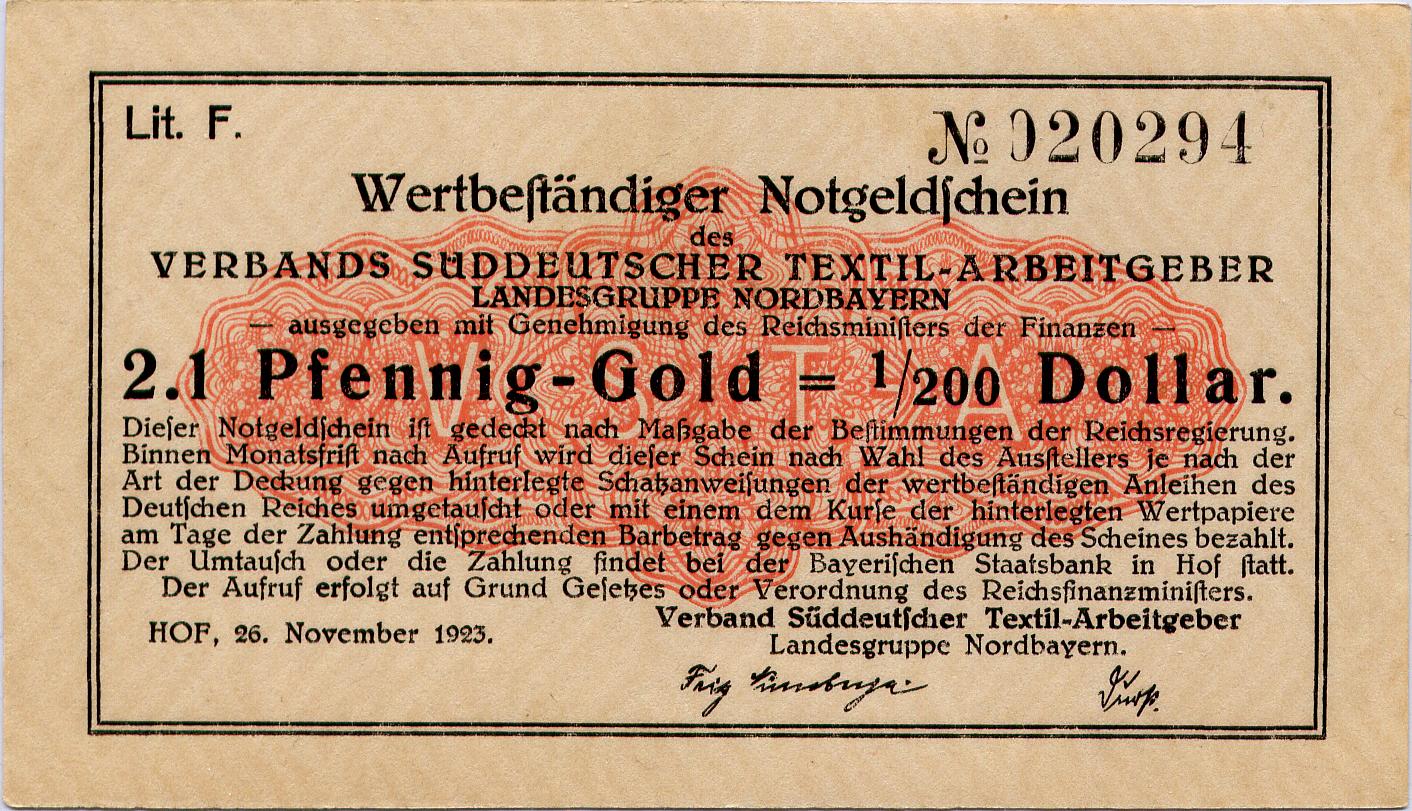 Lit. F.
№ 020294
Wertbeſtändiger Notgeldſchein
des
VERBANDS SÜDDEUTSCHER TEXTIL-ARBEITGEBER
LANDESGRUPPE NORDBAYERN
— ausgegeben mit Genehmigung des Reichsminiſters der Finanzen —
2.1 Pfennig-Gold = 1/200 Dollar.
Dieſer Notgeldſchein iſt gedeckt nach Maßgabe der Beſtimmungen der Reichsregierung.
Binnen Monatsfriſt nach Aufruf wird dieſer Schein nach Wahl des Ausſtellers je nach der
Art der Deckung gegen hinterlegte Schatzanweiſungen der wertbeſtändigen Anleihen des
Deutſchen Reiches umgetauſcht oder mit einem dem Kurſe der hinterlegten Wertpapiere
am Tage der Zahlung entſprechenden Barbetrag gegen Aushändigung des Scheines bezahlt.
Der Umtauſch oder die Zahlung findet bei der Bayeriſchen Staatsbank in Hof ſtatt.
Der Aufruf erfolgt auf Grund Geſetzes oder Verordnung des Reichsfinanzminiſters.
HOF, 26. November 1923.
Verband Süddeutſcher Textil-Arbeitgeber
Landesgruppe Nordbayern.